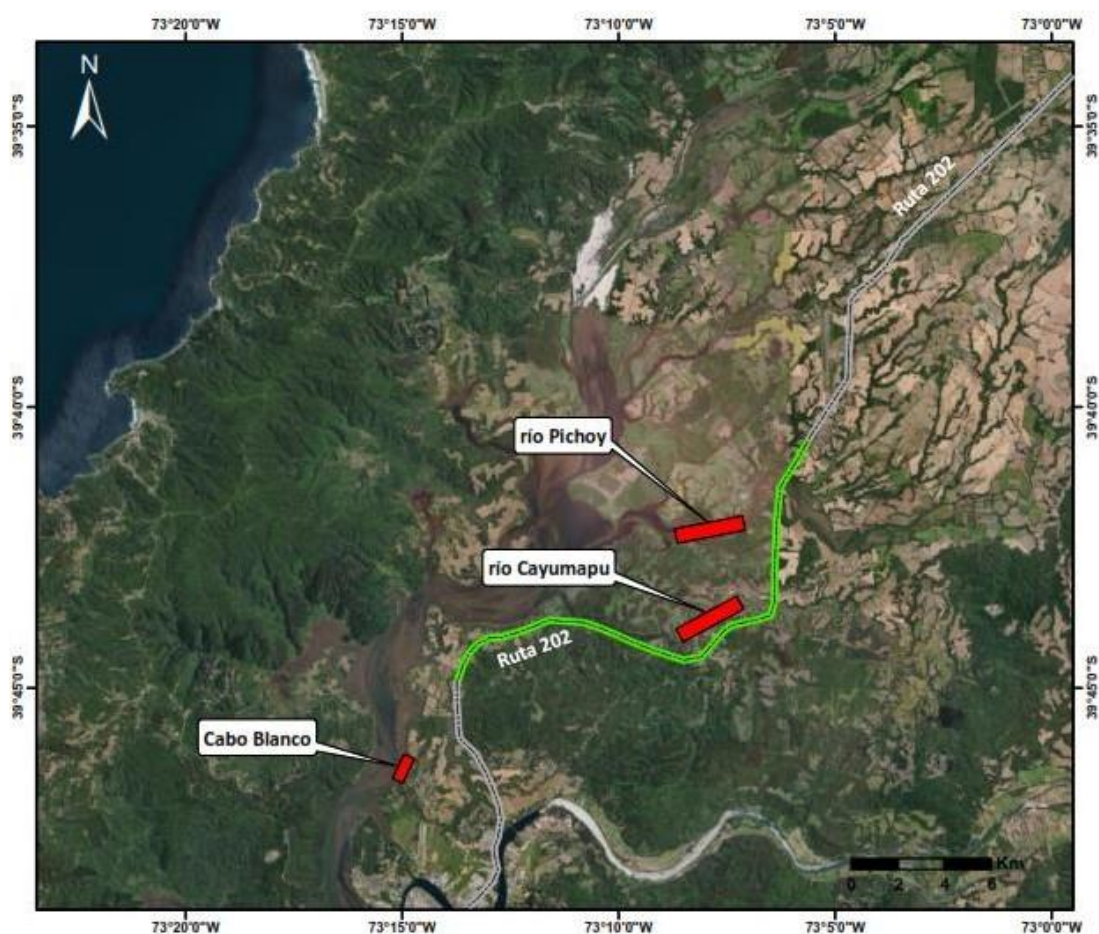 73°20'0"W 73°15'0"W 73°10'0"W 73°5'0"W 73°0'0"W
N
39°35'0"S 39°35'0"S
Ruta 202
39°40'0"S 39°40'0"S
río Pichoy
río Cayumapu
Ruta 202
39°45'0"S 39°45'0"S
Cabo Blanco
Km
0 2 4 6
73°20'0"W 73°15'0"W 73°10'0"W 73°5'0"W 73°0'0"W